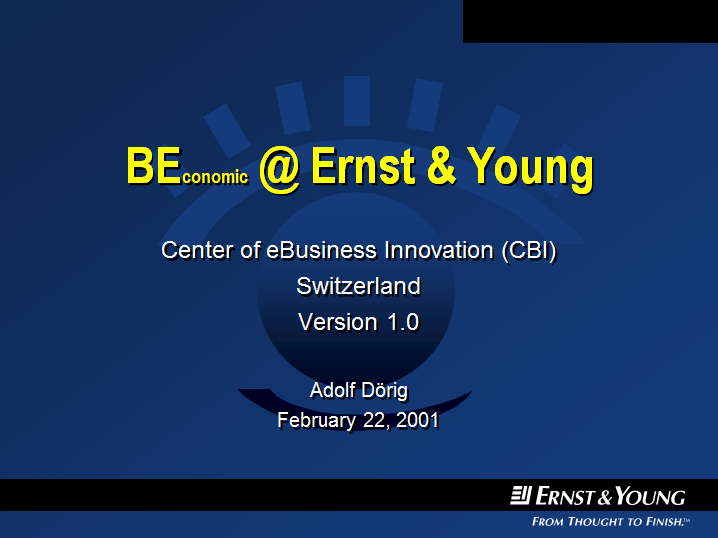 BEconomic @ Ernst & Young
Center of eBusiness Innovation (CBI)
Switzerland
Version 1.0
Adolf Dörig
February 22, 2001
ERNST & YOUNG
FROM THOUGHT TO FINISH.™